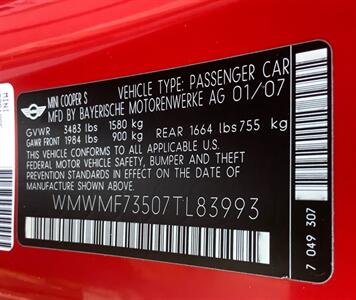 MINI COOPER S VEHICLE TYPE: PASSENGER CAR
MFD BY BAYERISCHE MOTORENWERKE AG 01/07
GVWR 3483 lbs 1580 kg
GAWR FRONT 1984 lbs 900 kg REAR 1664 lbs 755 kg
THIS VEHICLE CONFORMS TO ALL APPLICABLE U.S.
FEDERAL MOTOR VEHICLE SAFETY, BUMPER AND THEFT
PREVENTION STANDARDS IN EFFECT ON THE DATE OF
MANUFACTURE SHOWN ABOVE.
WMWMF73507TL83993
7 049 307
MINI